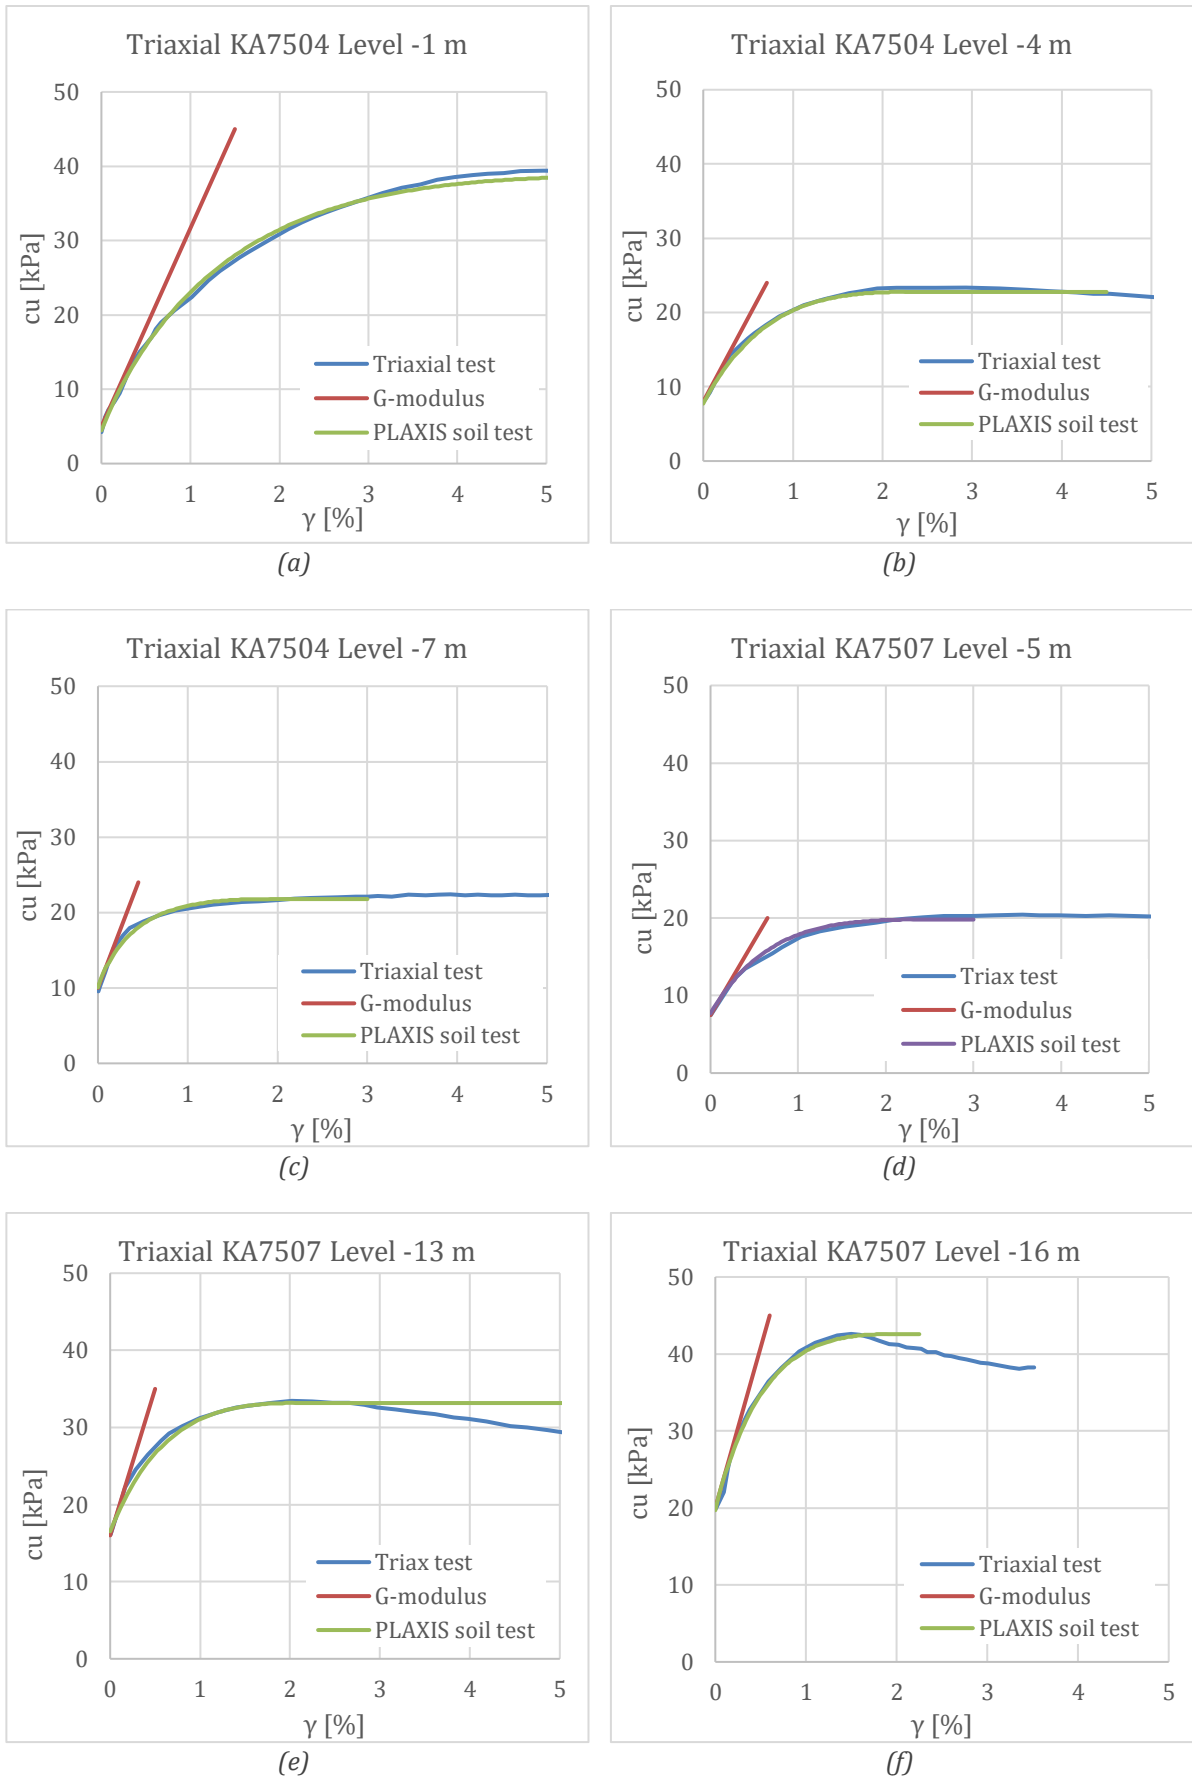 Triaxial KA7504 Level -1 m
50
40
30
20
10
0
cu [kPa]
Triaxial test
G-modulus
PLAXIS soil test
0 1 2 3 4 5
γ [%]
(a)
Triaxial KA7504 Level -4 m
50
40
30
20
10
0
cu [kPa]
Triaxial test
G-modulus
PLAXIS soil test
0 1 2 3 4 5
γ [%]
(b)
Triaxial KA7504 Level -7 m
50
40
30
20
10
0
cu [kPa]
Triaxial test
G-modulus
PLAXIS soil test
0 1 2 3 4 5
γ [%]
(c)
Triaxial KA7507 Level -5 m
50
40
30
20
10
0
cu [kPa]
Triax test
G-modulus
PLAXIS soil test
0 1 2 3 4 5
γ [%]
(d)
Triaxial KA7507 Level -13 m
50
40
30
20
10
0
cu [kPa]
Triax test
G-modulus
PLAXIS soil test
0 1 2 3 4 5
γ [%]
(e)
Triaxial KA7507 Level -16 m
50
40
30
20
10
0
cu [kPa]
Triaxial test
G-modulus
PLAXIS soil test
0 1 2 3 4 5
γ [%]
(f)